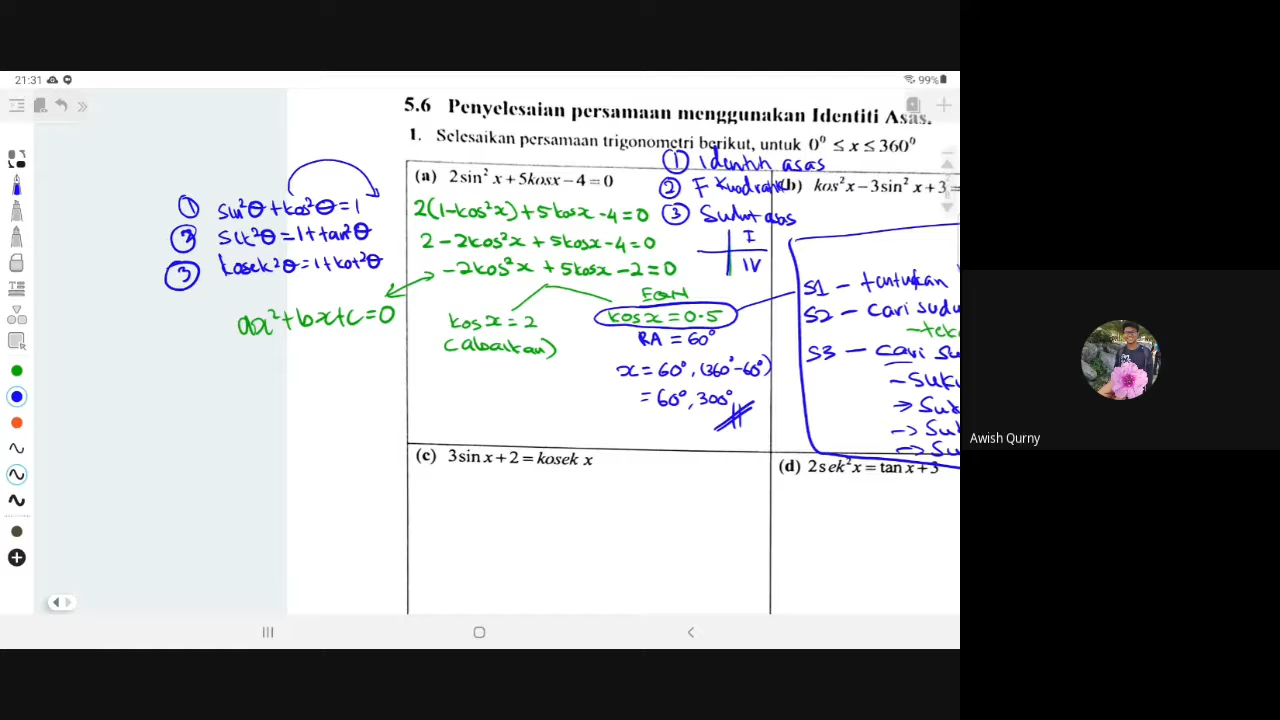 21:31
99%
5.6 Penyelesaian persamaan menggunakan Identiti Asas.
1. Selesaikan persamaan trigonometri berikut, untuk 0⁰ ≤ x ≤ 360⁰
① Identiti asas
② F Kuadratik
③ Sudut asas
I
IV
① sin²θ + kos²θ = 1
② sek²θ = 1 + tan²θ
③ kosek²θ = 1 + kot²θ
ax² + bx + c = 0
(a) 2sin² x + 5kosx − 4 = 0
2(1-kos²x) + 5kosx - 4 = 0
2 - 2kos²x + 5kosx - 4 = 0
-2kos²x + 5kosx - 2 = 0
kos x = 2
(abaikan)
EQN
kos x = 0.5
RA = 60°
x = 60°, (360° - 60°)
= 60°, 300°
(b) kos²x − 3sin² x + 3 =
S1 - tentukan
S2 - cari sudu
S3 - cari su
- suku
(c) 3sin x + 2 = kosek x
(d) 2sek²x = tan x + 3
Awish Qurny